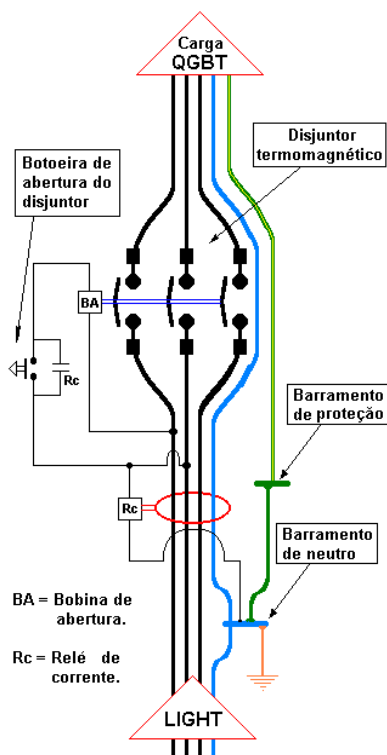 Carga
QGBT
Disjuntor
termomagnético
Botoeira de
abertura do
disjuntor
BA
Rc
Barramento
de proteção
Rc
Barramento
de neutro
BA = Bobina de
abertura.
Rc = Relé de
corrente.
LIGHT